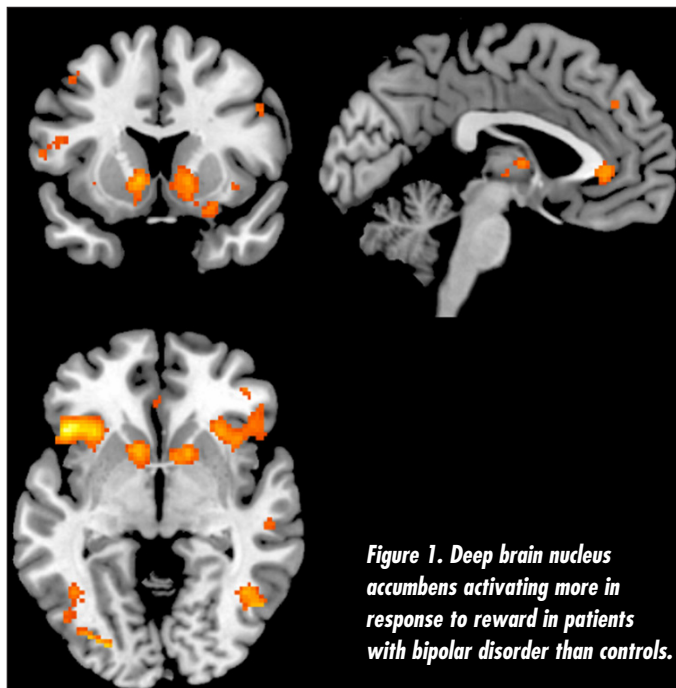 Figure 1. Deep brain nucleus
accumbens activating more in
response to reward in patients
with bipolar disorder than controls.